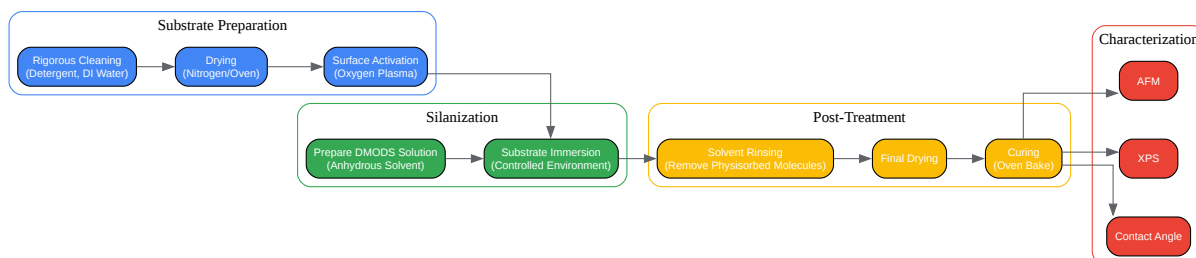 Substrate Preparation
Rigorous Cleaning
(Detergent, DI Water)
Drying
(Nitrogen/Oven)
Surface Activation
(Oxygen Plasma)
Silanization
Prepare DMODS Solution
(Anhydrous Solvent)
Substrate Immersion
(Controlled Environment)
Post-Treatment
Solvent Rinsing
(Remove Physisorbed Molecules)
Final Drying
Curing
(Oven Bake)
Characterization
AFM
XPS
Contact Angle